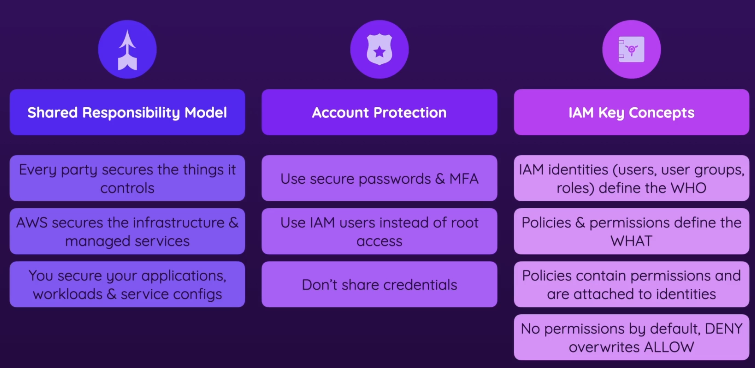 Shared Responsibility Model
Every party secures the things it
controls
AWS secures the infrastructure &
managed services
You secure your applications,
workloads & service configs
Account Protection
Use secure passwords & MFA
Use IAM users instead of root
access
Don't share credentials
IAM Key Concepts
IAM identities (users, user groups,
roles) define the WHO
Policies & permissions define the
WHAT
Policies contain permissions and
are attached to identities
No permissions by default, DENY
overwrites ALLOW